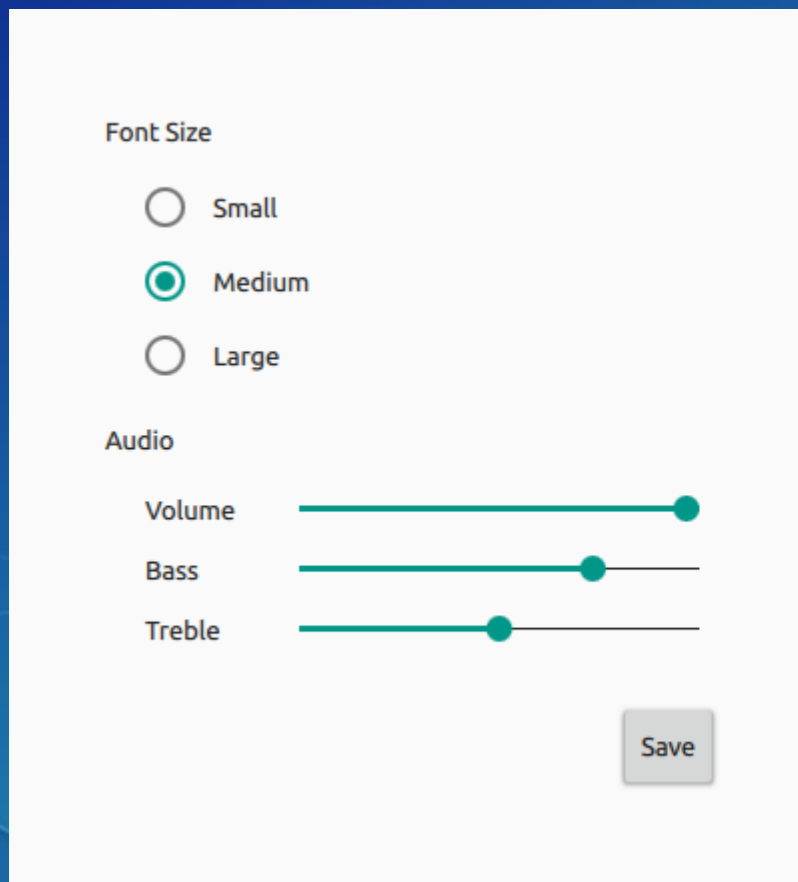 Font Size
Small
Medium
Large
Audio
Volume
Bass
Treble
Save